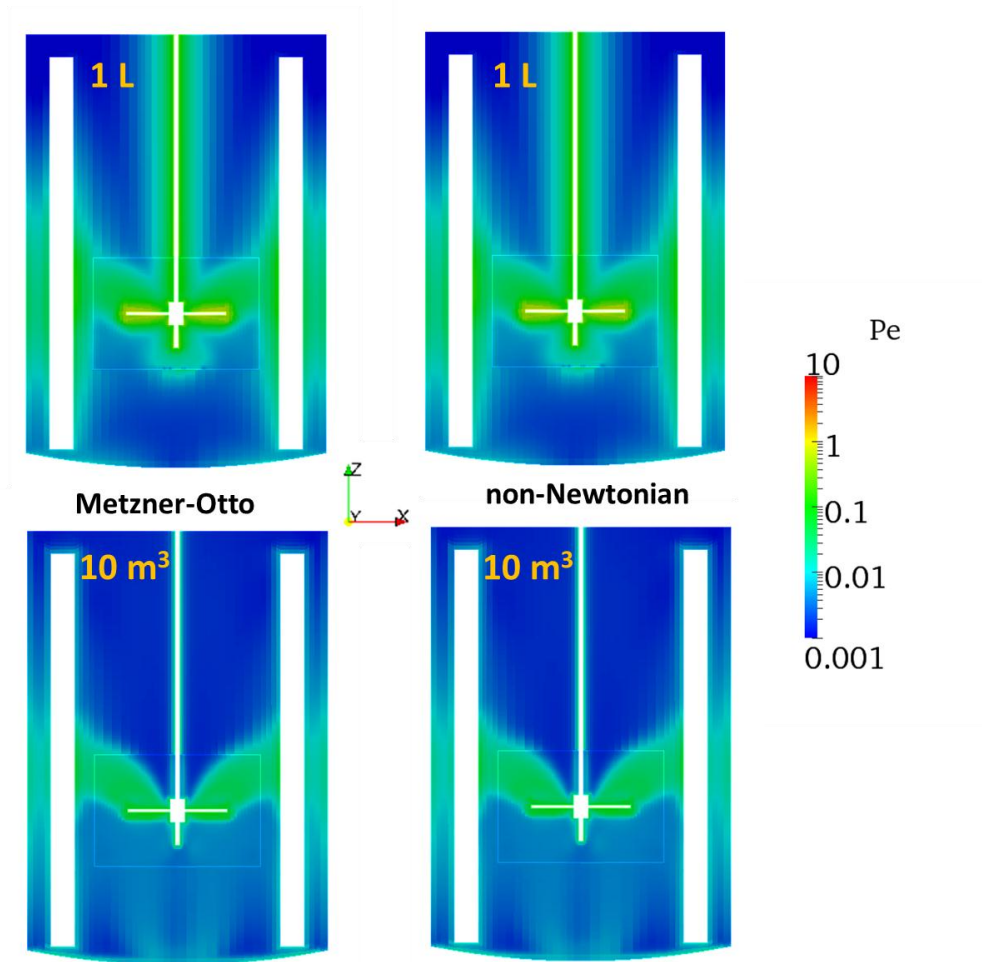 1 L
1 L
Pe
10
1
0.1
0.01
0.001
Z
Y
X
Metzner-Otto
non-Newtonian
10 m³
10 m³